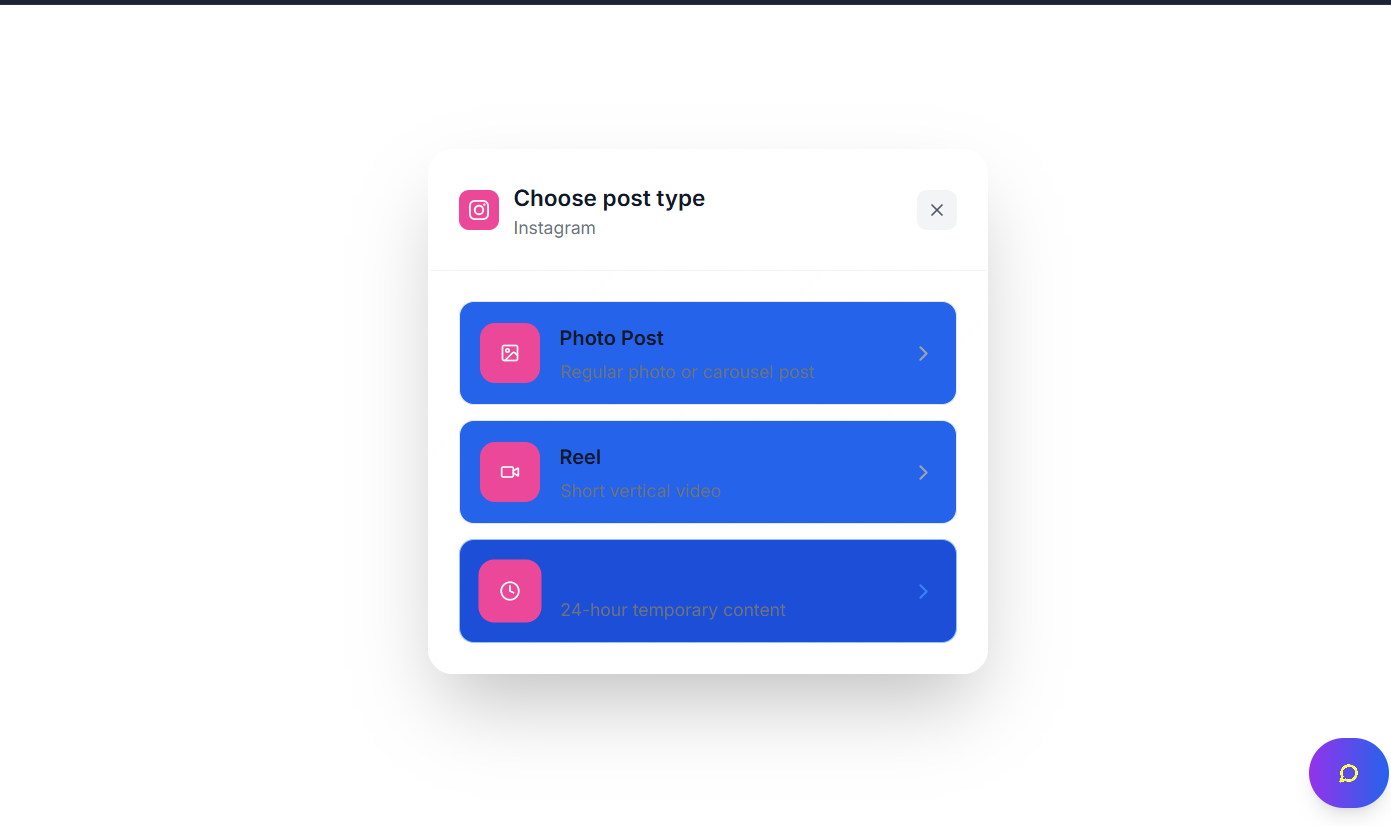 Choose post type
Instagram
Photo Post
Regular photo or carousel post
Reel
Short vertical video
24-hour temporary content